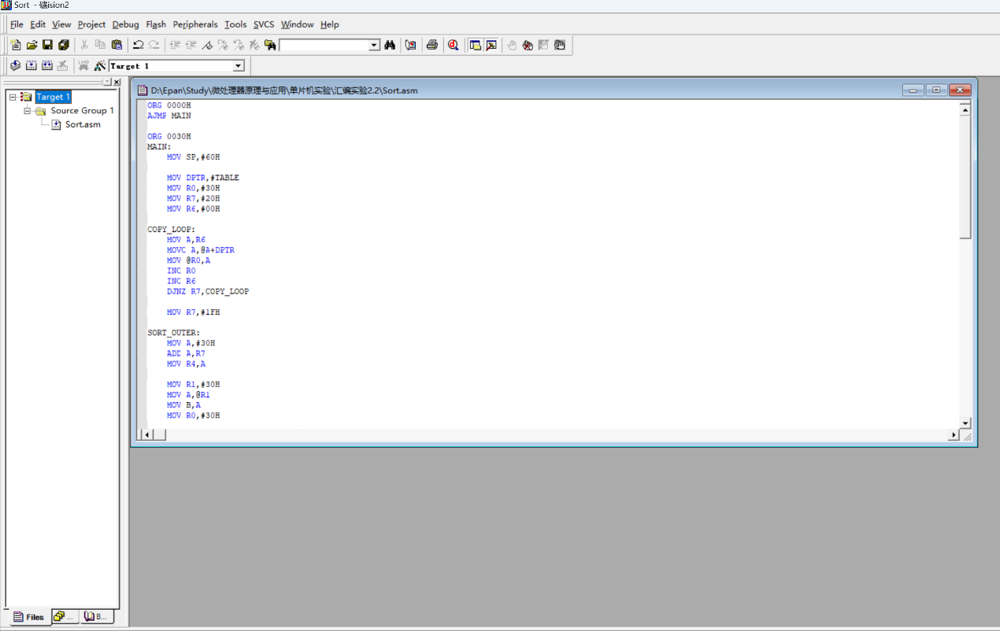 Sort - 礦ision2
File Edit View Project Debug Flash Peripherals Tools SVCS Window Help
Target 1
D:\Epan\Study\微处理器原理与应用\单片机实验\汇编实验2.2\Sort.asm
Target 1
Source Group 1
Sort.asm
ORG 0000H
AJMP MAIN
ORG 0030H
MAIN:
MOV SP,#60H
MOV DPTR,#TABLE
MOV R0,#30H
MOV R7,#20H
MOV R6,#00H
COPY_LOOP:
MOV A,R6
MOVC A,@A+DPTR
MOV @R0,A
INC R0
INC R6
DJNZ R7,COPY_LOOP
MOV R7,#1FH
SORT_OUTER:
MOV A,#30H
ADD A,R7
MOV R4,A
MOV R1,#30H
MOV A,@R1
MOV B,A
MOV R0,#30H
Files ... B...